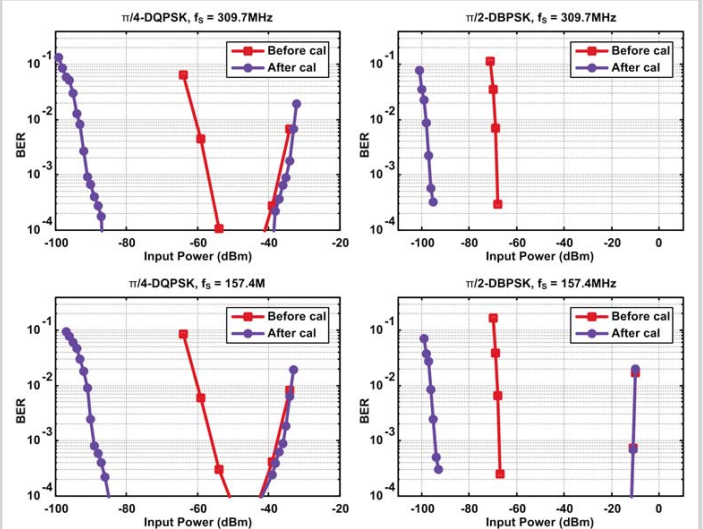 π/4-DQPSK, fS = 309.7MHz
Before cal
After cal
BER
10-1
10-2
10-3
10-4
-100 -80 -60 -40 -20
Input Power (dBm)
π/2-DBPSK, fS = 309.7MHz
Before cal
After cal
BER
10-1
10-2
10-3
10-4
-100 -80 -60 -40 -20 0
Input Power (dBm)
π/4-DQPSK, fS = 157.4M
Before cal
After cal
BER
10-1
10-2
10-3
10-4
-100 -80 -60 -40 -20
Input Power (dBm)
π/2-DBPSK, fS = 157.4MHz
Before cal
After cal
BER
10-1
10-2
10-3
10-4
-100 -80 -60 -40 -20 0
Input Power (dBm)